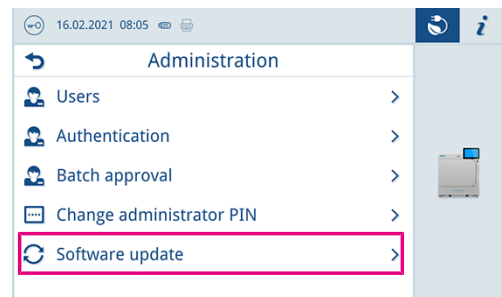 16.02.2021 08:05
Administration
Users
Authentication
Batch approval
Change administrator PIN
Software update